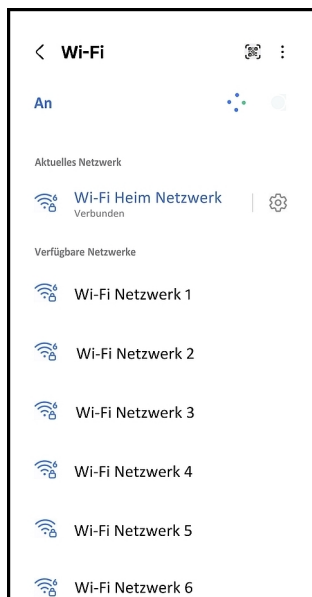 Wi-Fi
An
Aktuelles Netzwerk
Wi-Fi Heim Netzwerk
Verbunden
Verfügbare Netzwerke
Wi-Fi Netzwerk 1
Wi-Fi Netzwerk 2
Wi-Fi Netzwerk 3
Wi-Fi Netzwerk 4
Wi-Fi Netzwerk 5
Wi-Fi Netzwerk 6